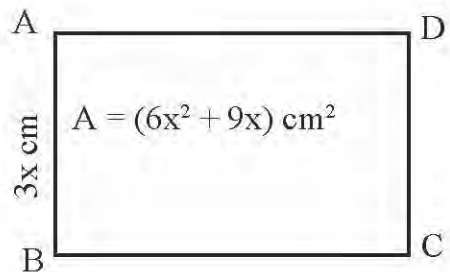 A
D
A = (6x² + 9x) cm²
3x cm
B
C